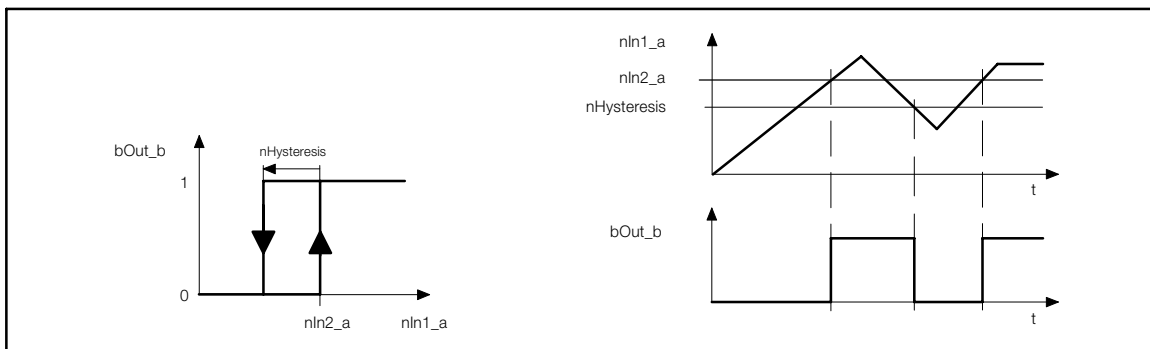 bOut_b
nHysteresis
1
0
nIn2_a
nIn1_a
nIn1_a
nIn2_a
nHysteresis
t
bOut_b
t